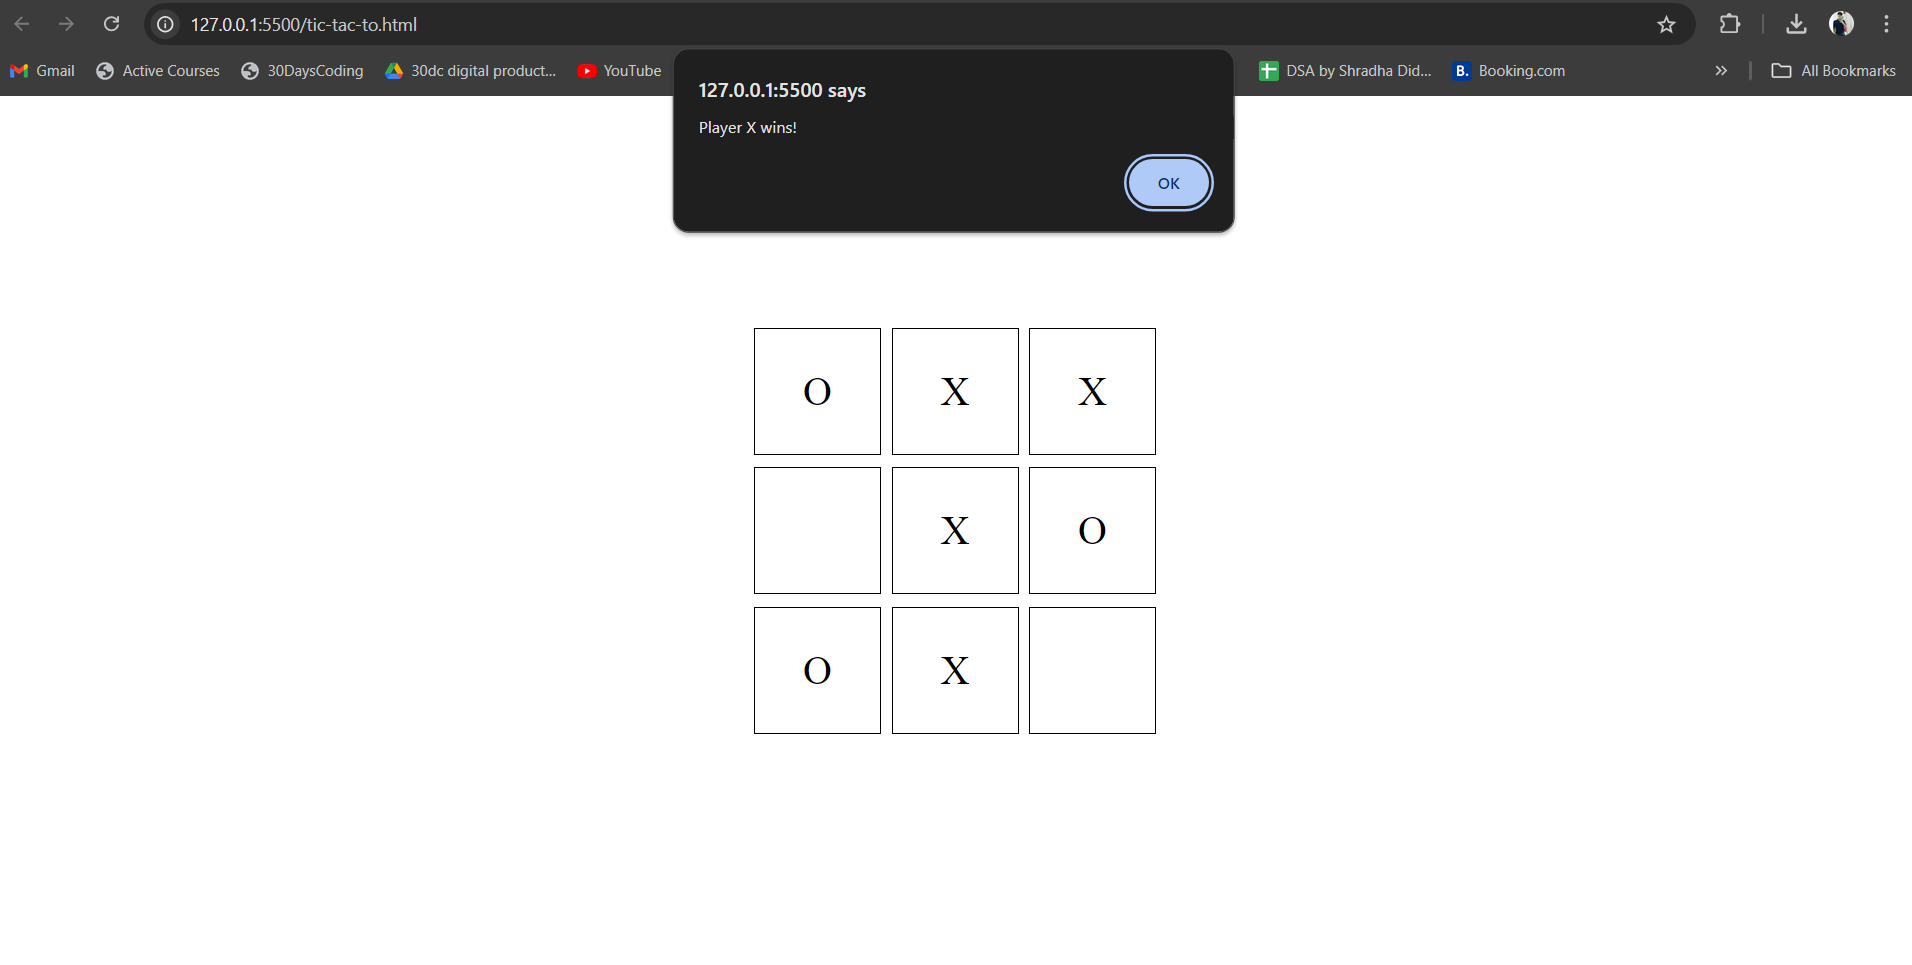 127.0.0.1:5500/tic-tac-to.html
Gmail Active Courses 30DaysCoding 30dc digital product... YouTube DSA by Shradha Did... B. Booking.com » All Bookmarks
127.0.0.1:5500 says
Player X wins!
OK
O X X
X O
O X